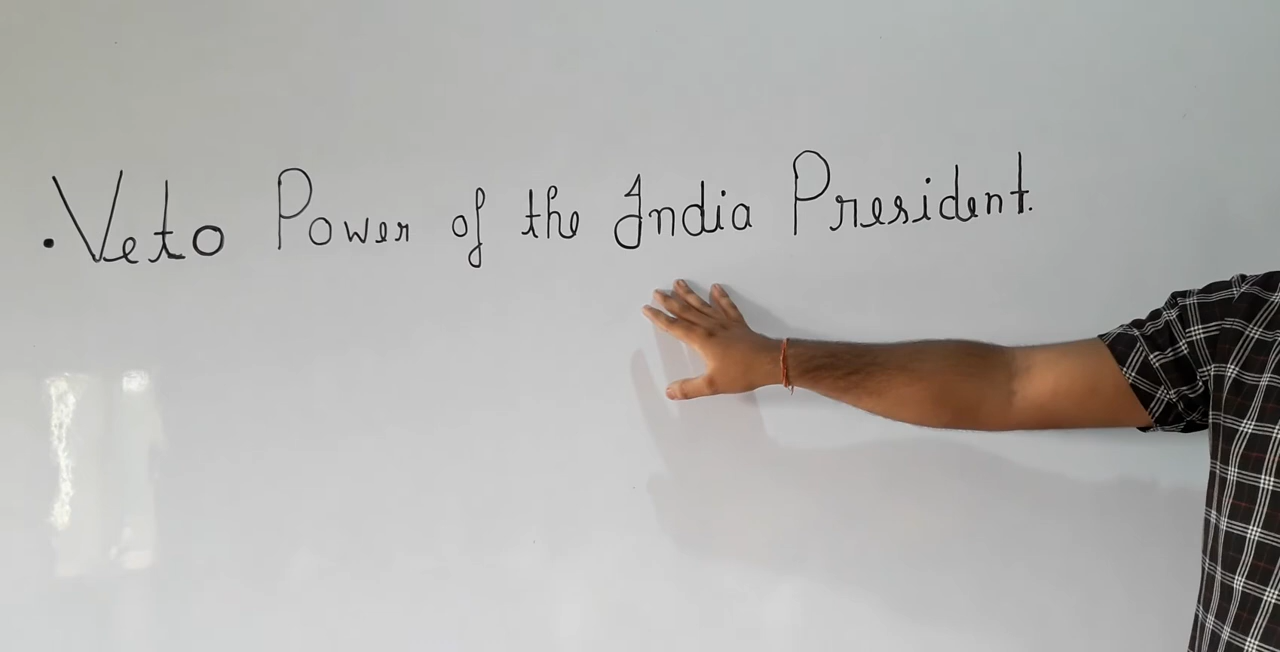 • Veto Power of the India President.